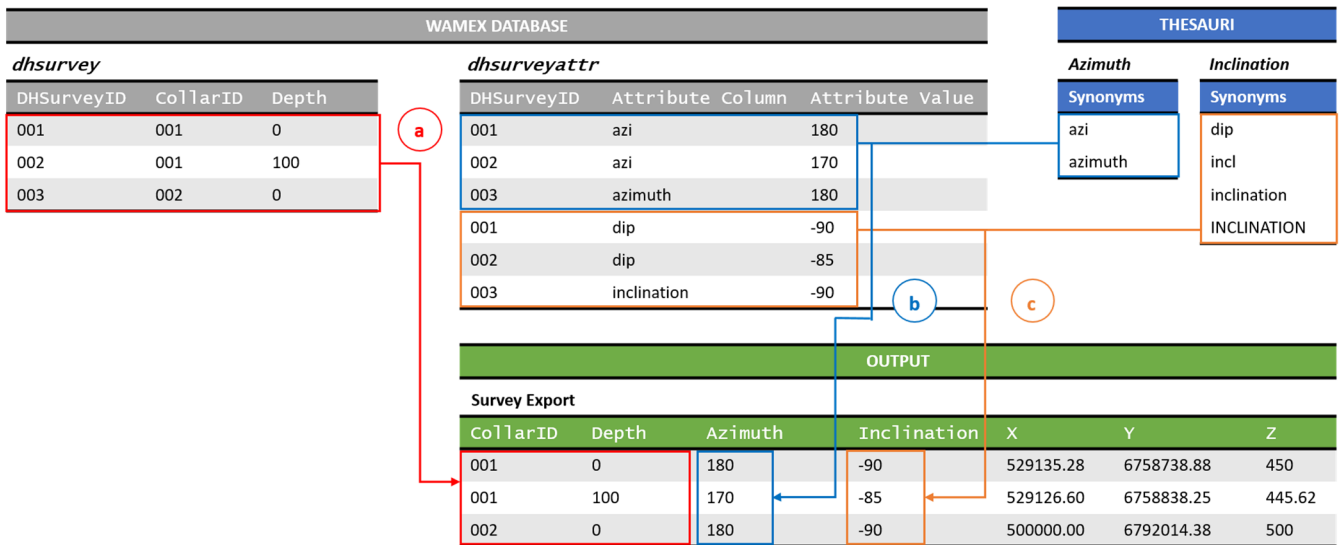 WAMEX DATABASE
THESAURI
dhsurvey
DHSurveyID CollarID Depth
001 001 0
002 001 100
003 002 0
a
dhsurveyattr
DHSurveyID Attribute Column Attribute Value
001 azi 180
002 azi 170
003 azimuth 180
001 dip -90
002 dip -85
003 inclination -90
Azimuth
Synonyms
azi
azimuth
Inclination
Synonyms
dip
incl
inclination
INCLINATION
b
c
OUTPUT
Survey Export
CollarID Depth Azimuth Inclination X Y Z
001 0 180 -90 529135.28 6758738.88 450
001 100 170 -85 529126.60 6758838.25 445.62
002 0 180 -90 500000.00 6792014.38 500